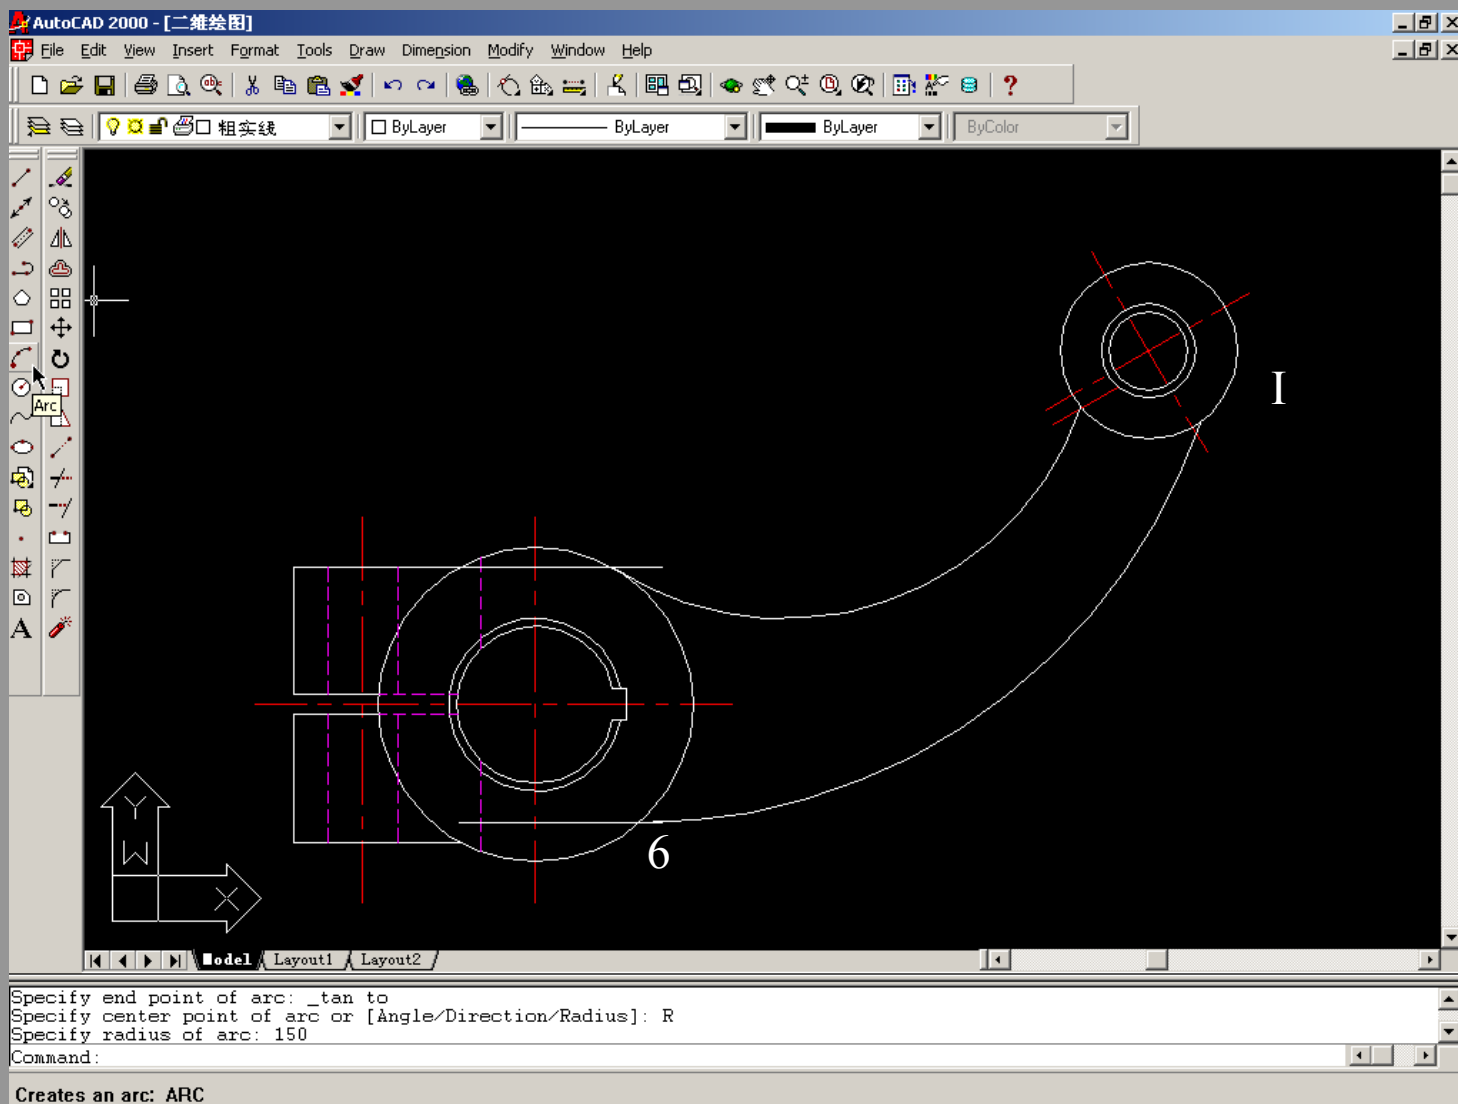 AutoCAD 2000 - [二维绘图]
File Edit View Insert Format Tools Draw Dimension Modify Window Help
粗实线 ByLayer ByLayer ByLayer ByColor
Arc
I
6
Y
W
X
Model Layout1 Layout2
Specify end point of arc: _tan to
Specify center point of arc or [Angle/Direction/Radius]: R
Specify radius of arc: 150
Command:
Creates an arc: ARC